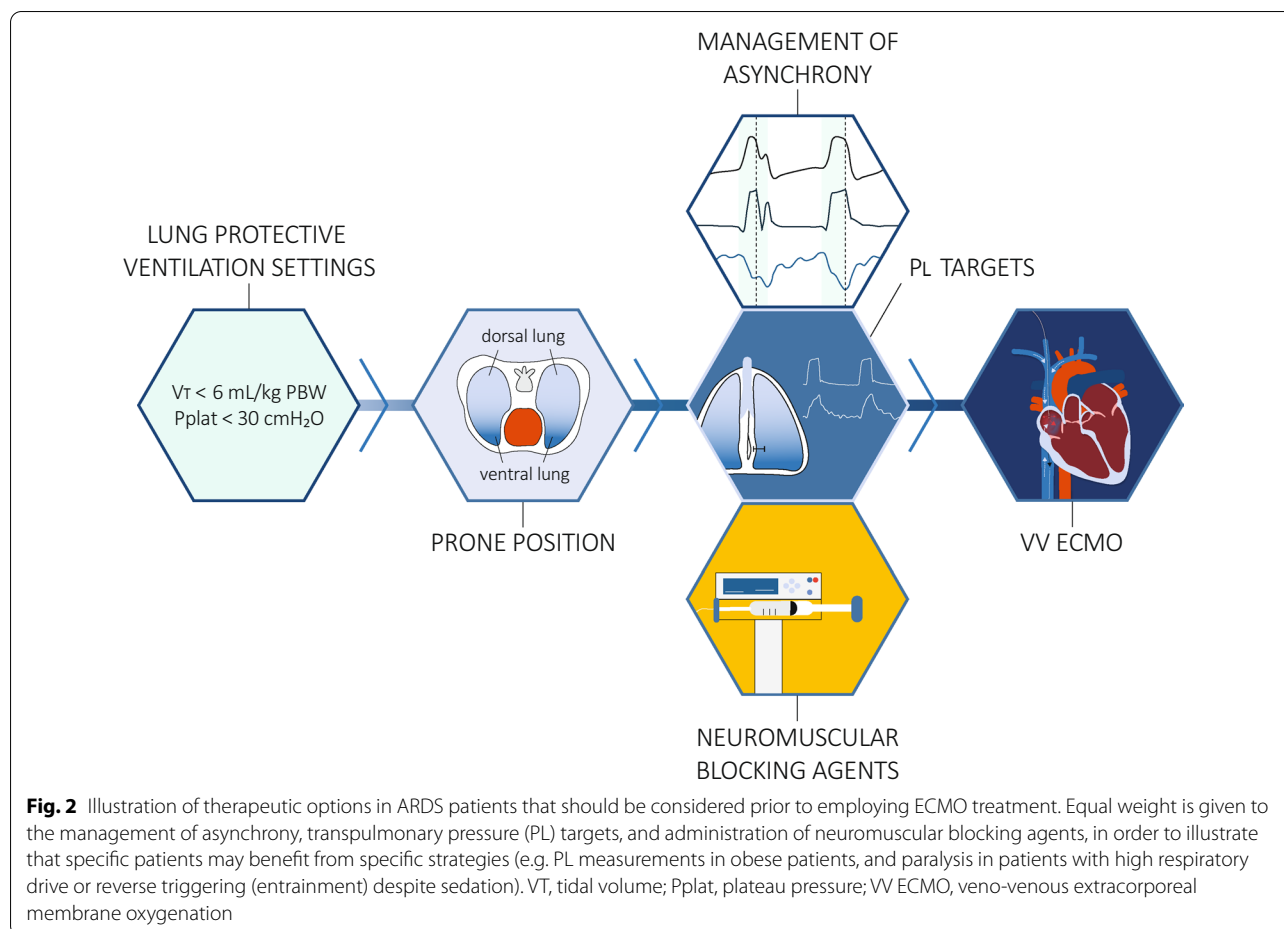 MANAGEMENT OF
ASYNCHRONY
LUNG PROTECTIVE
VENTILATION SETTINGS
PL TARGETS
VT < 6 mL/kg PBW
Pplat < 30 cmH₂O
dorsal lung
ventral lung
PRONE POSITION
VV ECMO
NEUROMUSCULAR
BLOCKING AGENTS
Fig. 2 Illustration of therapeutic options in ARDS patients that should be considered prior to employing ECMO treatment. Equal weight is given to
the management of asynchrony, transpulmonary pressure (PL) targets, and administration of neuromuscular blocking agents, in order to illustrate
that specific patients may benefit from specific strategies (e.g. PL measurements in obese patients, and paralysis in patients with high respiratory
drive or reverse triggering (entrainment) despite sedation). VT, tidal volume; Pplat, plateau pressure; VV ECMO, veno-venous extracorporeal
membrane oxygenation